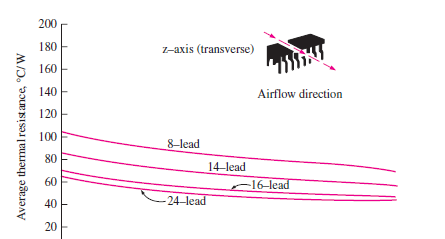 200
180
160
140
120
100
80
60
40
20
Average thermal resistance, °C/W
z–axis (transverse)
Airflow direction
8–lead
14–lead
16–lead
24–lead